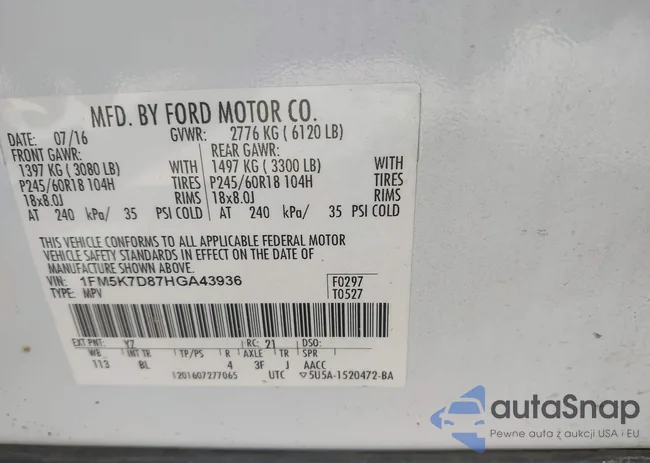 MFD. BY FORD MOTOR CO.
DATE: 07/16 GVWR: 2776 KG ( 6120 LB)
FRONT GAWR: REAR GAWR:
1397 KG ( 3080 LB) WITH 1497 KG ( 3300 LB) WITH
P245/60R18 104H TIRES P245/60R18 104H TIRES
18x8.0J RIMS 18x8.0J RIMS
AT 240 kPa/ 35 PSI COLD AT 240 kPa/ 35 PSI COLD
THIS VEHICLE CONFORMS TO ALL APPLICABLE FEDERAL MOTOR
VEHICLE SAFETY STANDARDS IN EFFECT ON THE DATE OF
MANUFACTURE SHOWN ABOVE.
VIN: 1FM5K7D87HGA43936 F0297
TYPE: MPV T0527
EXT PNT: YZ RC: 21 DSO:
WB INT TR TP/PS R AXLE TR SPR
113 BL 4 3F J AACC
1201607277065 UTC ▽5U5A-1520472-BA
autaSnap
Pewne auta z aukcji USA i EU